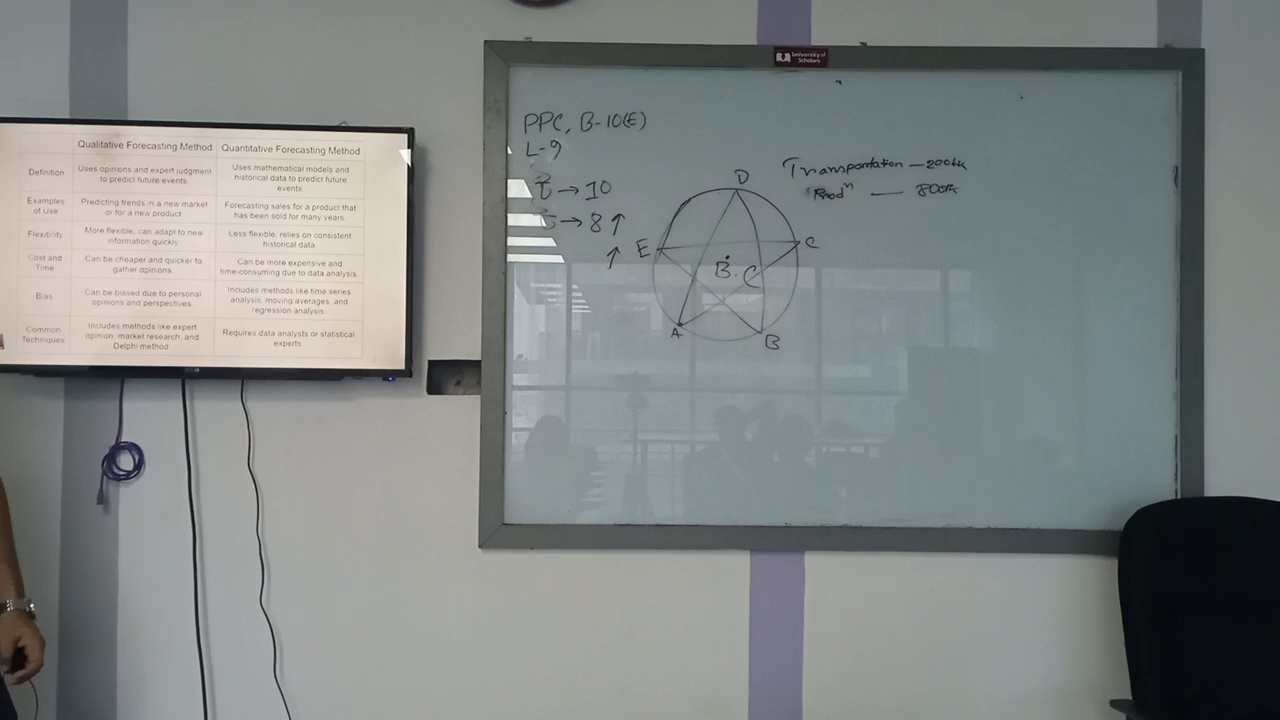 Qualitative Forecasting Method Quantitative Forecasting Method
Definition
Uses opinions and expert judgment
to predict future events.
Uses mathematical models and
historical data to predict future
events.
Examples
of Use
Predicting trends in a new market
or for a new product
Forecasting sales for a product that
has been sold for many years.
Flexibility
More flexible, can adapt to new
information quickly.
Less flexible, relies on consistent
historical data
Cost and
Time
Can be cheaper and quicker to
gather opinions
Can be more expensive and
time-consuming due to data analysis.
Bias
Can be biased due to personal
opinions and perspectives.
Includes methods like time series
analysis, moving averages, and
regression analysis.
Common
Techniques
Includes methods like expert
opinion, market research, and
Delphi method
Requires data analysts or statistical
experts
University of
Scholars
PPC, B-10(E)
L-9
→ 10
→ 8 ↑
↑
D
E
C
B. C
A
B
Transportation — 200tk
Prodⁿ — 800tk